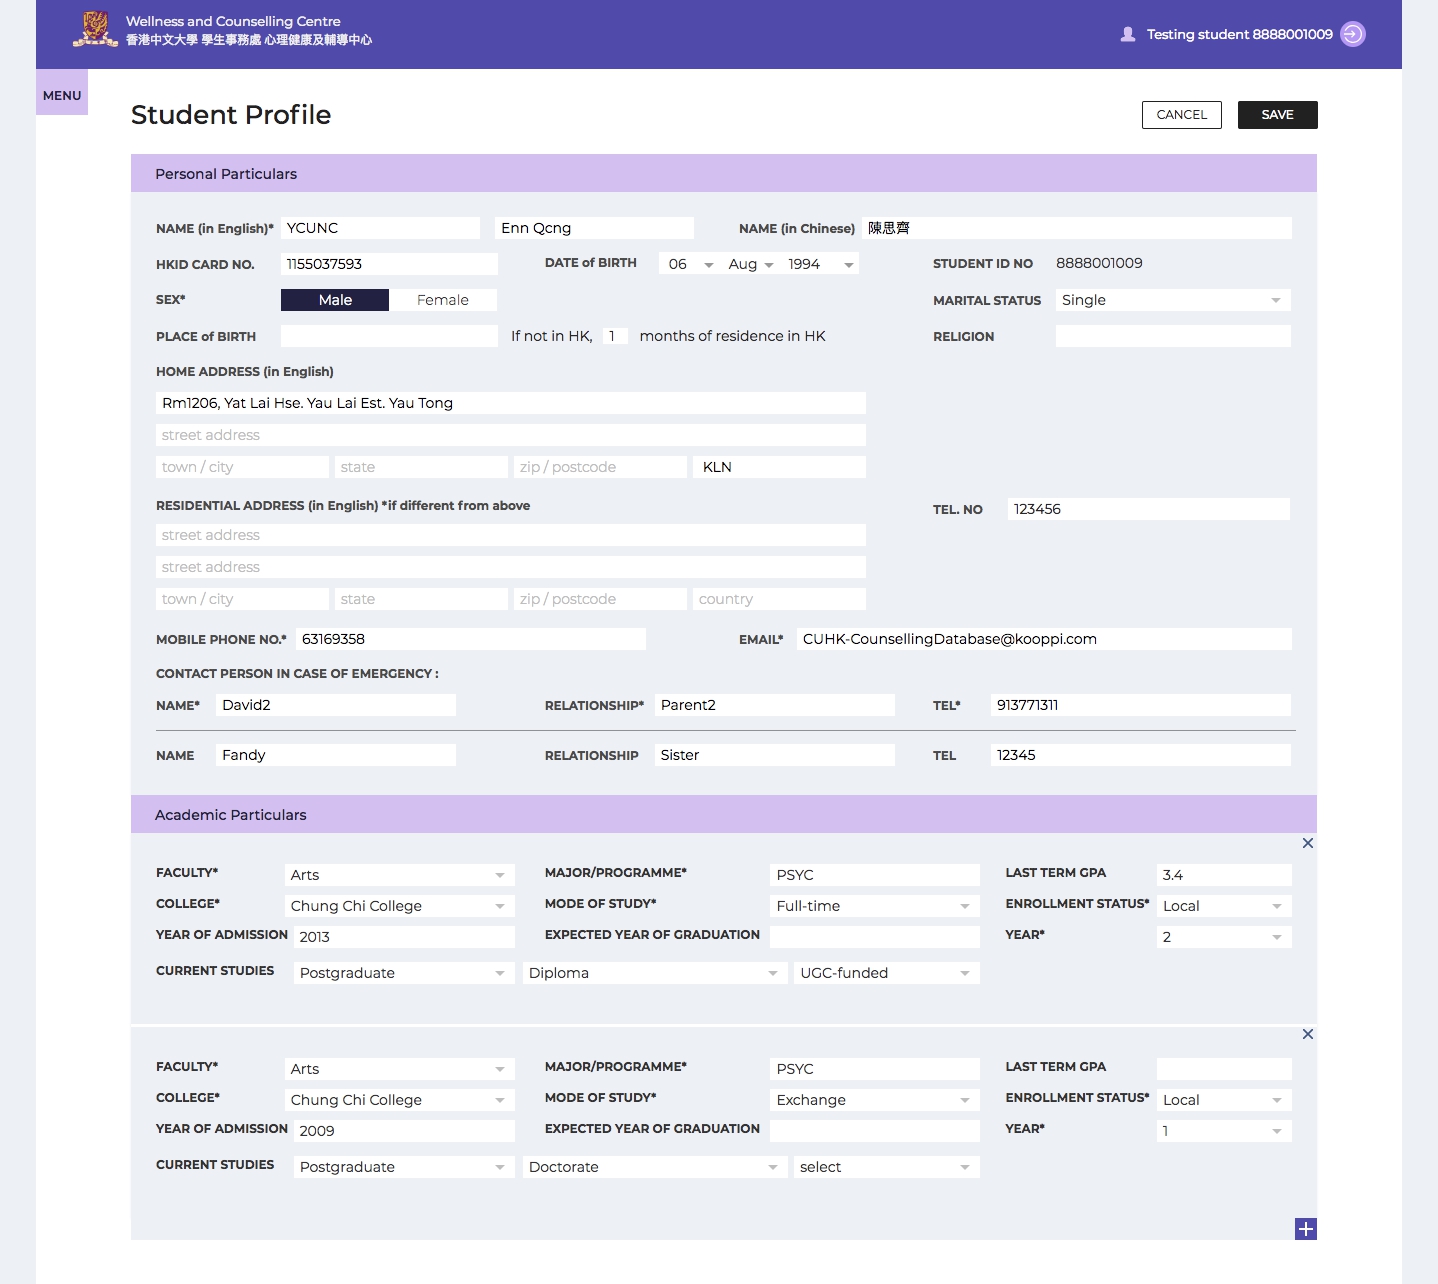 Wellness and Counselling Centre
香港中文大學 學生事務處 心理健康及輔導中心
Testing student 8888001009
MENU
Student Profile
CANCEL
SAVE
Personal Particulars
NAME (in English)* YCUNC Enn Qcng NAME (in Chinese) 陳思齊
HKID CARD NO. 1155037593 DATE of BIRTH 06 Aug 1994 STUDENT ID NO 8888001009
SEX* Male Female MARITAL STATUS Single
PLACE of BIRTH If not in HK, 1 months of residence in HK RELIGION
HOME ADDRESS (in English)
Rm1206, Yat Lai Hse. Yau Lai Est. Yau Tong
street address
town / city state zip / postcode KLN
RESIDENTIAL ADDRESS (in English) *if different from above TEL. NO 123456
street address
street address
town / city state zip / postcode country
MOBILE PHONE NO.* 63169358 EMAIL* CUHK-CounsellingDatabase@kooppi.com
CONTACT PERSON IN CASE OF EMERGENCY :
NAME* David2 RELATIONSHIP* Parent2 TEL* 913771311
NAME Fandy RELATIONSHIP Sister TEL 12345
Academic Particulars
FACULTY* Arts MAJOR/PROGRAMME* PSYC LAST TERM GPA 3.4
COLLEGE* Chung Chi College MODE OF STUDY* Full-time ENROLLMENT STATUS* Local
YEAR OF ADMISSION 2013 EXPECTED YEAR OF GRADUATION YEAR* 2
CURRENT STUDIES Postgraduate Diploma UGC-funded
FACULTY* Arts MAJOR/PROGRAMME* PSYC LAST TERM GPA
COLLEGE* Chung Chi College MODE OF STUDY* Exchange ENROLLMENT STATUS* Local
YEAR OF ADMISSION 2009 EXPECTED YEAR OF GRADUATION YEAR* 1
CURRENT STUDIES Postgraduate Doctorate select